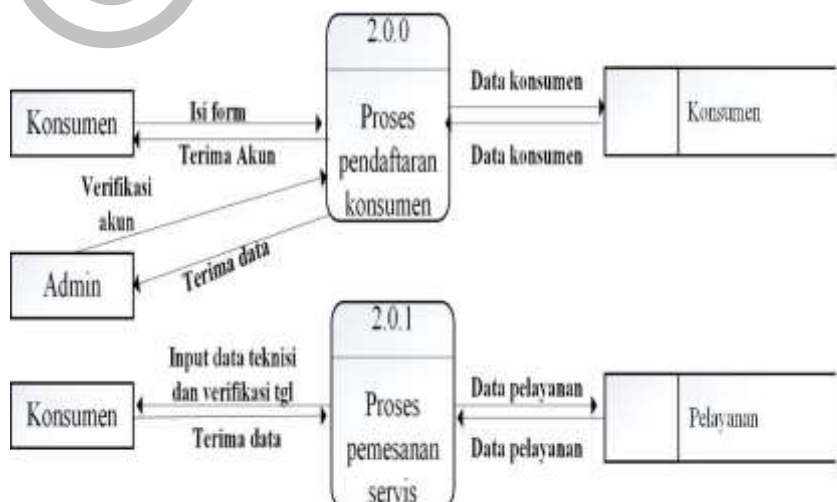 2.0.0
Konsumen
Isi form
Terima Akun
Proses
pendaftaran
konsumen
Data konsumen
Data konsumen
Konsumen
Verifikasi
akun
Terima data
Admin
2.0.1
Konsumen
Input data teknisi
dan verifikasi tgl
Terima data
Proses
pemesanan
servis
Data pelayanan
Data pelayanan
Pelayanan